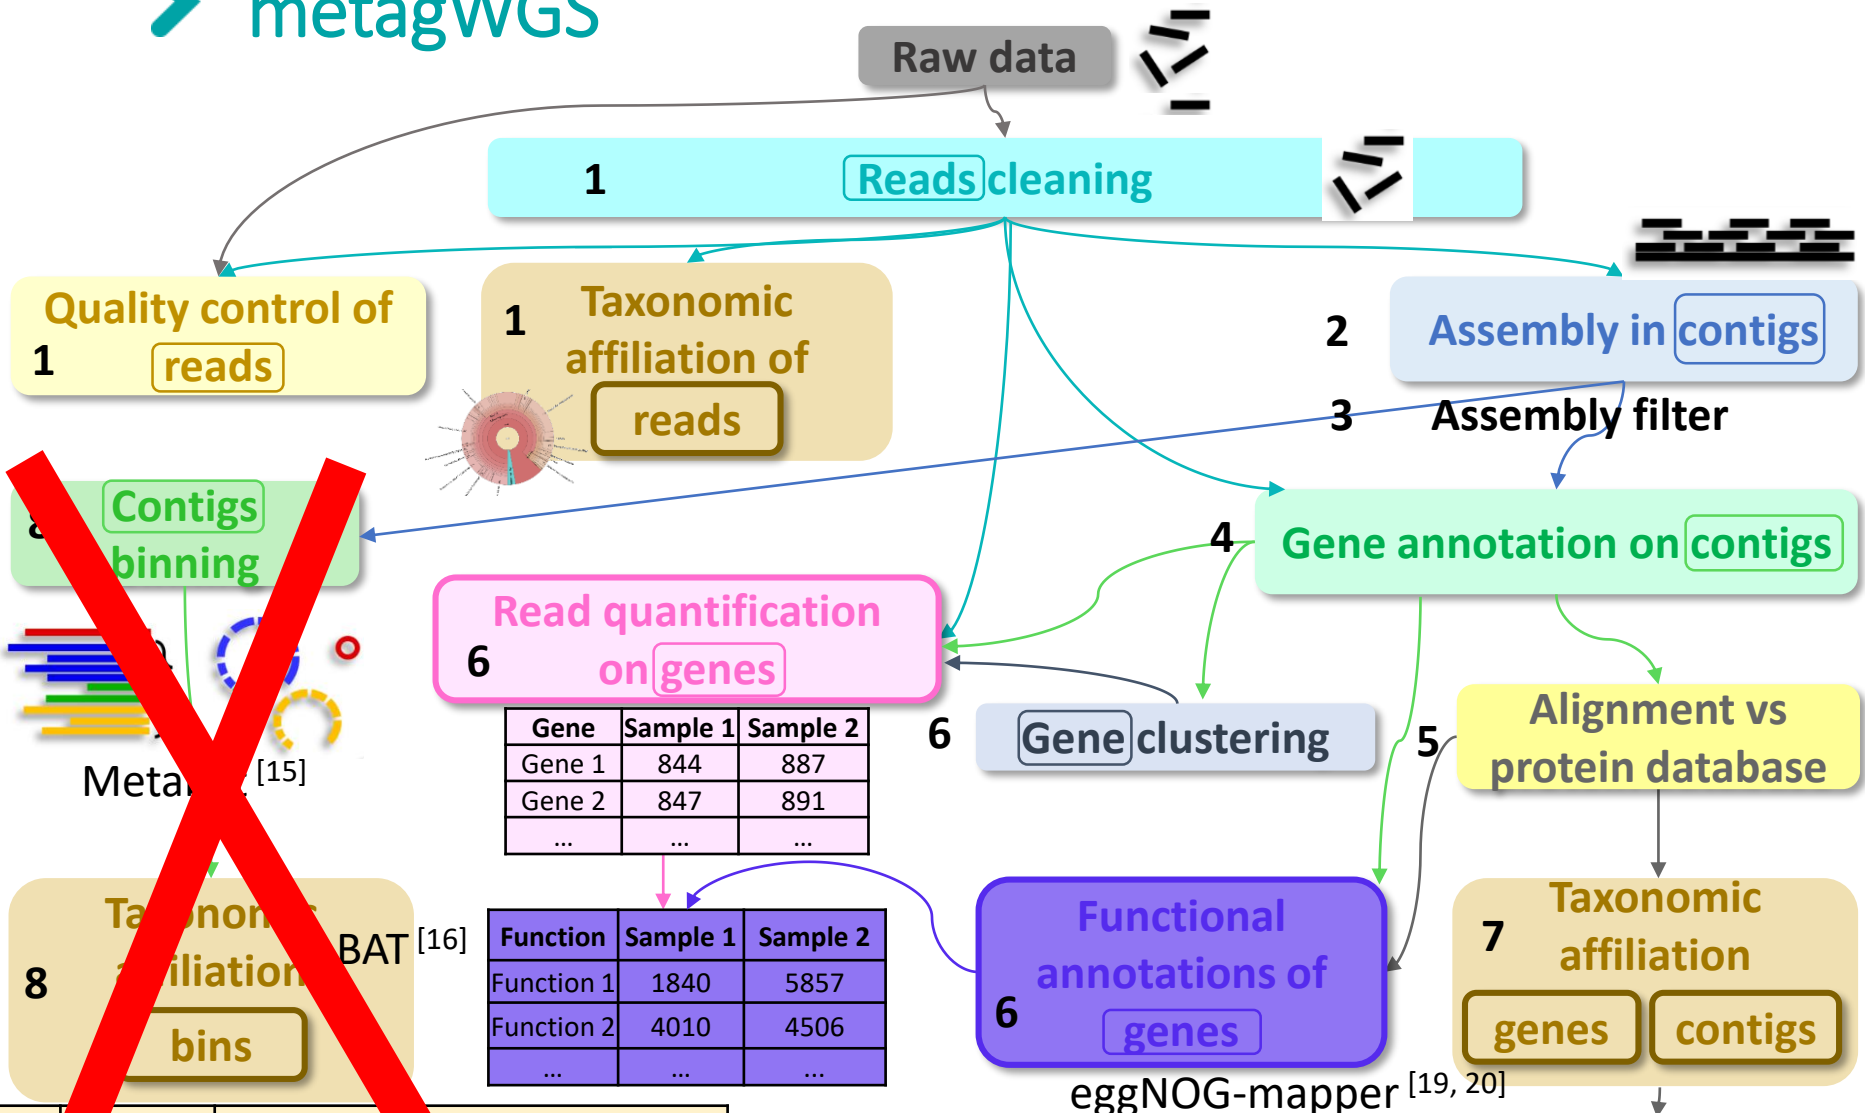 metagWGS
Raw data
1 Reads cleaning
Quality control of
1 reads
1 Taxonomic
affiliation of
reads
2 Assembly in contigs
3 Assembly filter
Contigs
binning
4 Gene annotation on contigs
Read quantification
6 on genes
Gene Sample 1 Sample 2
Gene 1 844 887
Gene 2 847 891
... ... ...
6 Gene clustering
5 Alignment vs
protein database
[15]
8
bins
BAT [16]
Function Sample 1 Sample 2
Function 1 1840 5857
Function 2 4010 4506
... ... ...
Functional
annotations of
6 genes
eggNOG-mapper [19, 20]
7 Taxonomic
affiliation
genes contigs